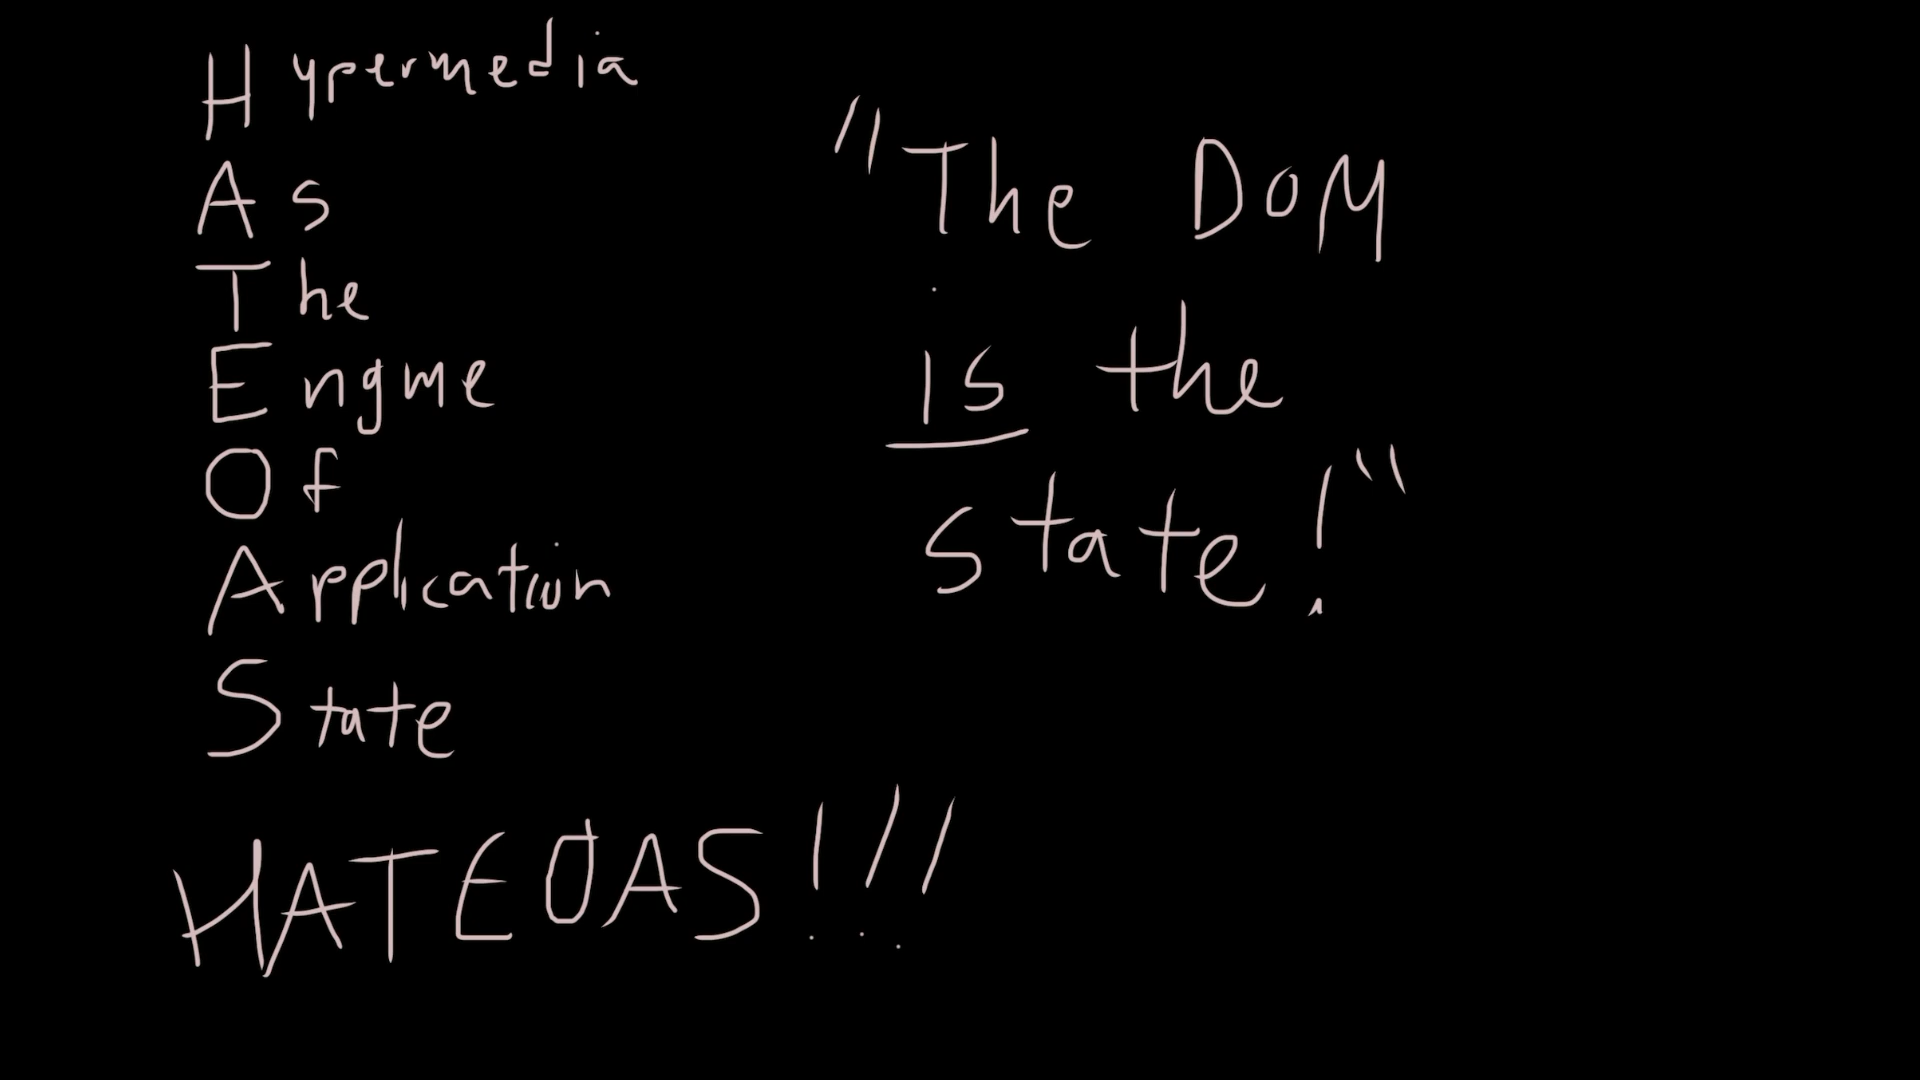 Hypermedia
As
The
Engine
Of
Application
State
HATEOAS!!!
"The DOM
is the
state!"